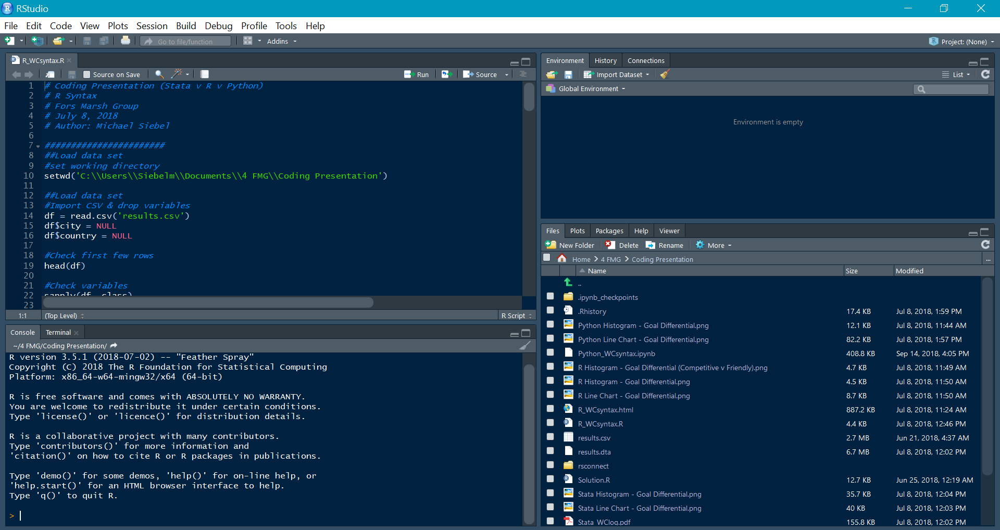 RStudio
File Edit Code View Plots Session Build Debug Profile Tools Help
Go to file/function Addins Project: (None)
R_WCsyntax.R
Source on Save Run Source
1 # Coding Presentation (Stata v R v Python)
2 # R Syntax
3 # Fors Marsh Group
4 # July 8, 2018
5 # Author: Michael Siebel
6
7 #######################
8 ##Load data set
9 #set working directory
10 setwd('C:\\Users\\Siebelm\\Documents\\4 FMG\\Coding Presentation')
11
12 ##Load data set
13 #Import CSV & drop variables
14 df = read.csv('results.csv')
15 df$city = NULL
16 df$country = NULL
17
18 #Check first few rows
19 head(df)
20
21 #Check variables
22 sapply(df, class)
23
1:1 (Top Level) R Script
Console Terminal
~/4 FMG/Coding Presentation/
R version 3.5.1 (2018-07-02) -- "Feather Spray"
Copyright (C) 2018 The R Foundation for Statistical Computing
Platform: x86_64-w64-mingw32/x64 (64-bit)
R is free software and comes with ABSOLUTELY NO WARRANTY.
You are welcome to redistribute it under certain conditions.
Type 'license()' or 'licence()' for distribution details.
R is a collaborative project with many contributors.
Type 'contributors()' for more information and
'citation()' on how to cite R or R packages in publications.
Type 'demo()' for some demos, 'help()' for on-line help, or
'help.start()' for an HTML browser interface to help.
Type 'q()' to quit R.
>
Environment History Connections
Import Dataset List
Global Environment
Environment is empty
Files Plots Packages Help Viewer
New Folder Delete Rename More
Home 4 FMG Coding Presentation ...
Name Size Modified
..
.ipynb_checkpoints
.Rhistory 17.4 KB Jul 8, 2018, 1:59 PM
Python Histogram - Goal Differential.png 12.1 KB Jul 8, 2018, 11:44 AM
Python Line Chart - Goal Differential.png 82.2 KB Jul 8, 2018, 1:57 PM
Python_WCsyntax.ipynb 408.8 KB Sep 14, 2018, 4:05 PM
R Histogram - Goal Differential (Competitive v Friendly).png 4.7 KB Jul 8, 2018, 11:49 AM
R Histogram - Goal Differential.png 4.5 KB Jul 8, 2018, 11:50 AM
R Line Chart - Goal Differential.png 8.7 KB Jul 8, 2018, 11:50 AM
R_WCsyntax.html 887.2 KB Jul 8, 2018, 11:24 AM
R_WCsyntax.R 4.4 KB Jul 8, 2018, 12:46 PM
results.csv 2.7 MB Jun 21, 2018, 4:37 AM
results.dta 6.7 MB Jul 8, 2018, 12:02 PM
rsconnect
Solution.R 12.7 KB Jun 25, 2018, 12:19 AM
Stata Histogram - Goal Differential.png 35.7 KB Jul 8, 2018, 12:04 PM
Stata Line Chart - Goal Differential.png 40 KB Jul 8, 2018, 12:03 PM
Stata_WClog.pdf 155.8 KB Jul 8, 2018, 12:02 PM